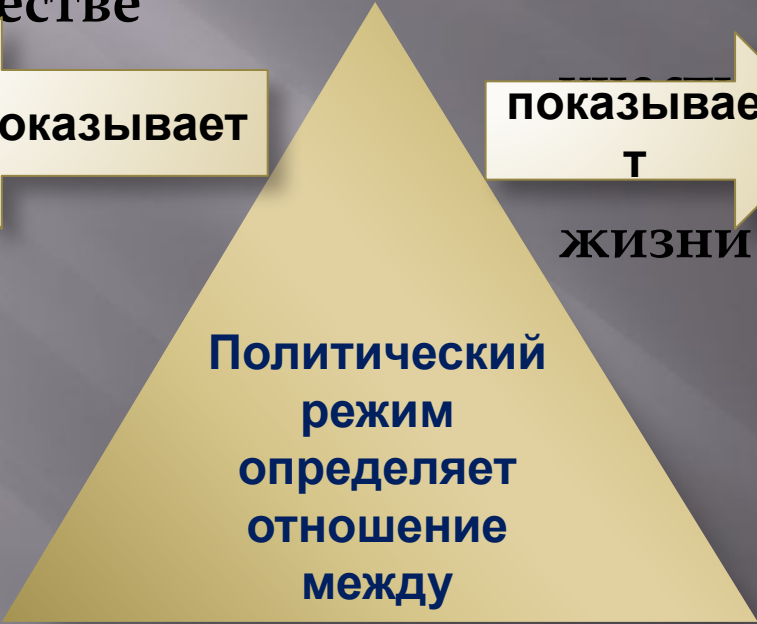 естве
оказывает
показывае
т
жизни
Политический
режим
определяет
отношение
между